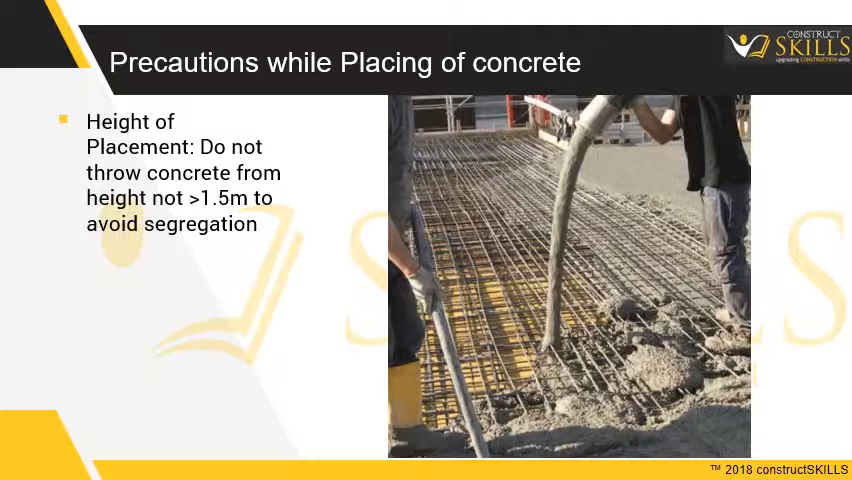 Precautions while Placing of concrete
CONSTRUCT
SKILLS
upgrading CONSTRUCTION skills
Height of
Placement: Do not
throw concrete from
height not >1.5m to
avoid segregation
™ 2018 constructSKILLS